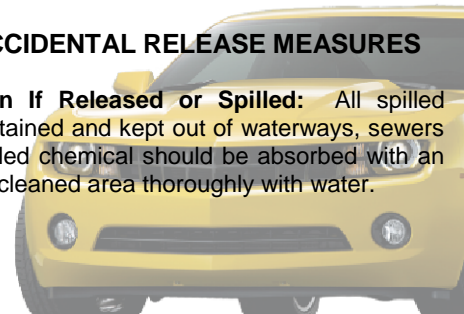 CCIDENTAL RELEASE MEASURES
n If Released or Spilled: All spilled
tained and kept out of waterways, sewers
led chemical should be absorbed with an
cleaned area thoroughly with water.